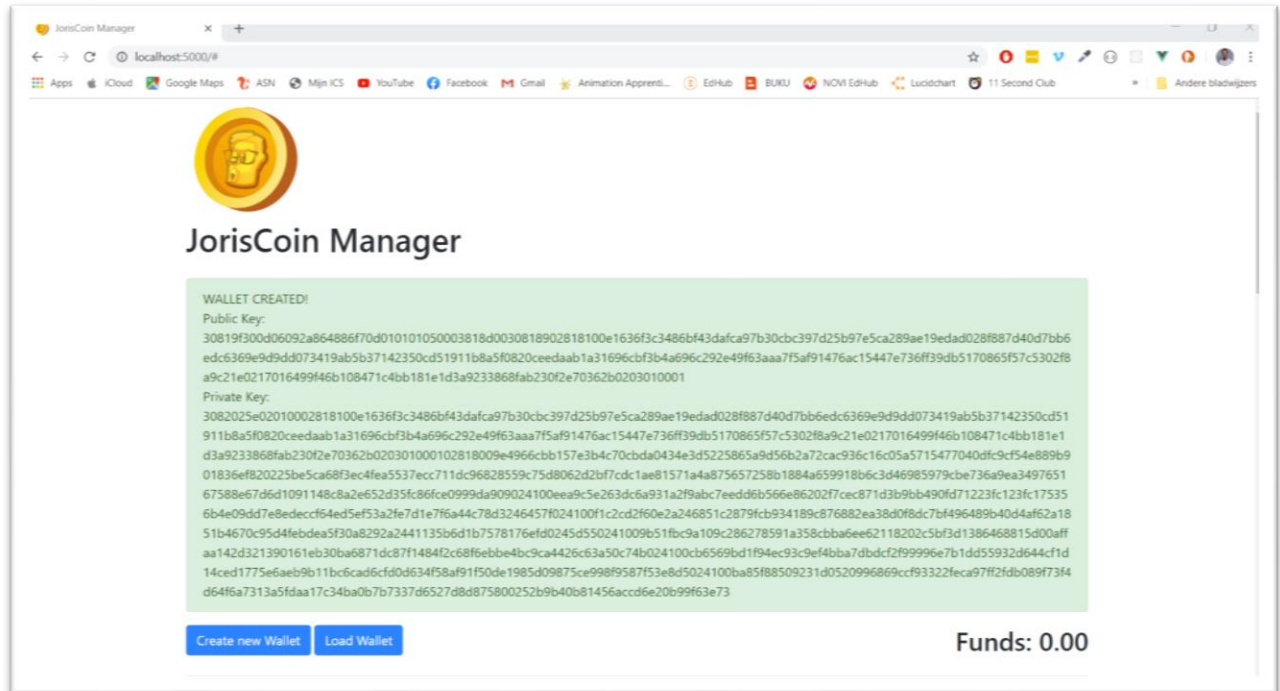 JorisCoin Manager
localhost:5000/#
Apps iCloud Google Maps ASN Mijn ICS YouTube Facebook Gmail Animation Apprenti... EdHub BUKU NOVI EdHub Lucidchart 11 Second Club » Andere bladwijzers
JorisCoin Manager
WALLET CREATED!
Public Key:
30819f300d06092a864886f70d010101050003818d0030818902818100e1636f3c3486bf43dafca97b30cbc397d25b97e5ca289ae19edad028f887d40d7bb6
edc6369e9d9dd073419ab5b37142350cd51911b8a5f0820ceedaab1a31696cbf3b4a696c292e49f63aaa7f5af91476ac15447e736ff39db5170865f57c5302f8
a9c21e0217016499f46b108471c4bb181e1d3a9233868fab230f2e70362b0203010001
Private Key:
3082025e02010002818100e1636f3c3486bf43dafca97b30cbc397d25b97e5ca289ae19edad028f887d40d7bb6edc6369e9d9dd073419ab5b37142350cd51
911b8a5f0820ceedaab1a31696cbf3b4a696c292e49f63aaa7f5af91476ac15447e736ff39db5170865f57c5302f8a9c21e0217016499f46b108471c4bb181e1
d3a9233868fab230f2e70362b020301000102818009e4966cbb157e3b4c70cbda0434e3d5225865a9d56b2a72cac936c16c05a5715477040dfc9cf54e889b9
01836ef820225be5ca68f3ec4fea5537ecc711dc96828559c75d8062d2bf7cdc1ae81571a4a875657258b1884a659918b6c3d46985979cbe736a9ea3497651
67588e67d6d1091148c8a2e652d35fc86fce0999da909024100eea9c5e263dc6a931a2f9abc7eedd6b566e86202f7cec871d3b9bb490fd71223fc123fc17535
6b4e09dd7e8edeccf64ed5ef53a2fe7d1e7f6a44c78d3246457f024100f1c2cd2f60e2a246851c2879fcb934189c876882ea38d0f8dc7bf496489b40d4af62a18
51b4670c95d4febdea5f30a8292a2441135b6d1b7578176efd0245d550241009b51fbc9a109c286278591a358cbba6ee62118202c5bf3d1386468815d00aff
aa142d321390161eb30ba6871dc87f1484f2c68f6ebbe4bc9ca4426c63a50c74b024100cb6569bd1f94ec93c9ef4bba7dbdcf2f99996e7b1dd55932d644cf1d
14ced1775e6aeb9b11bc6cad6cfd0d634f58af91f50de1985d09875ce998f9587f53e8d5024100ba85f88509231d0520996869ccf93322feca97ff2fdb089f73f4
d64f6a7313a5fdaa17c34ba0b7b7337d6527d8d875800252b9b40b81456accd6e20b99f63e73
Create new Wallet Load Wallet Funds: 0.00